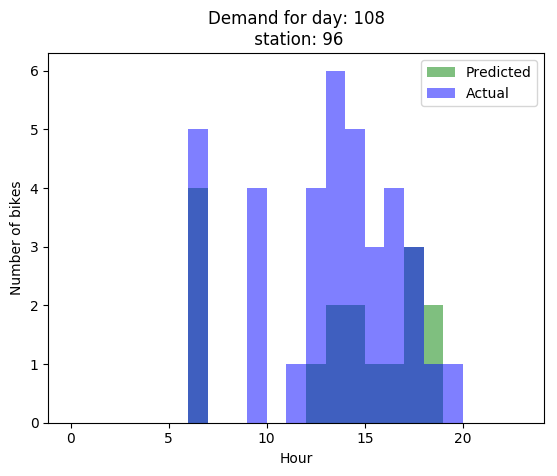 Demand for day: 108
station: 96
Predicted
Actual
Number of bikes
6
5
4
3
2
1
0
0 5 10 15 20
Hour